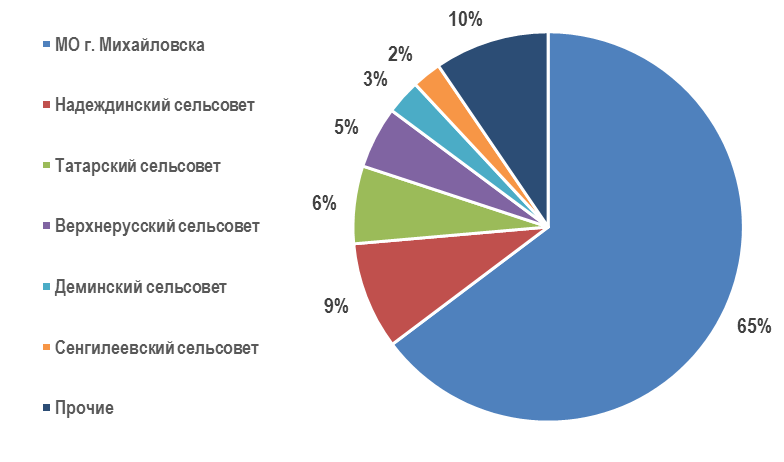 МО г. Михайловска
Надеждинский сельсовет
Татарский сельсовет
Верхнерусский сельсовет
Деминский сельсовет
Сенгилеевский сельсовет
Прочие
10%
2%
3%
5%
6%
9%
65%